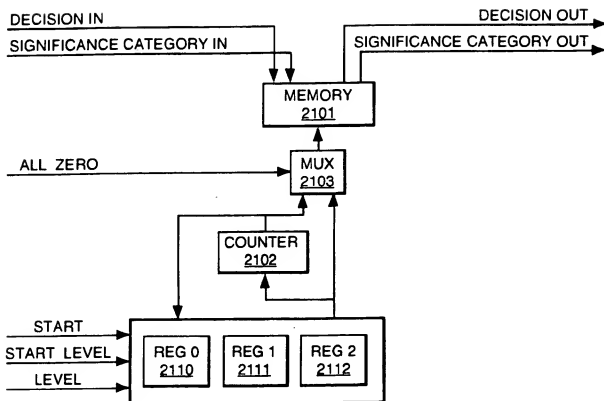 DECISION IN
DECISION OUT
SIGNIFICANCE CATEGORY IN
SIGNIFICANCE CATEGORY OUT
MEMORY
2101
ALL ZERO
MUX
2103
COUNTER
2102
START
START LEVEL
LEVEL
REG 0
2110
REG 1
2111
REG 2
2112